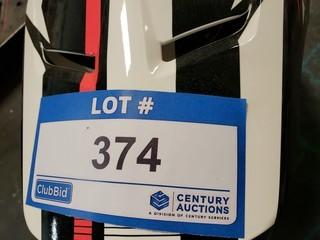 LOT #
374
ClubBid
CENTURY
AUCTIONS
A DIVISION OF CENTURY SERVICES